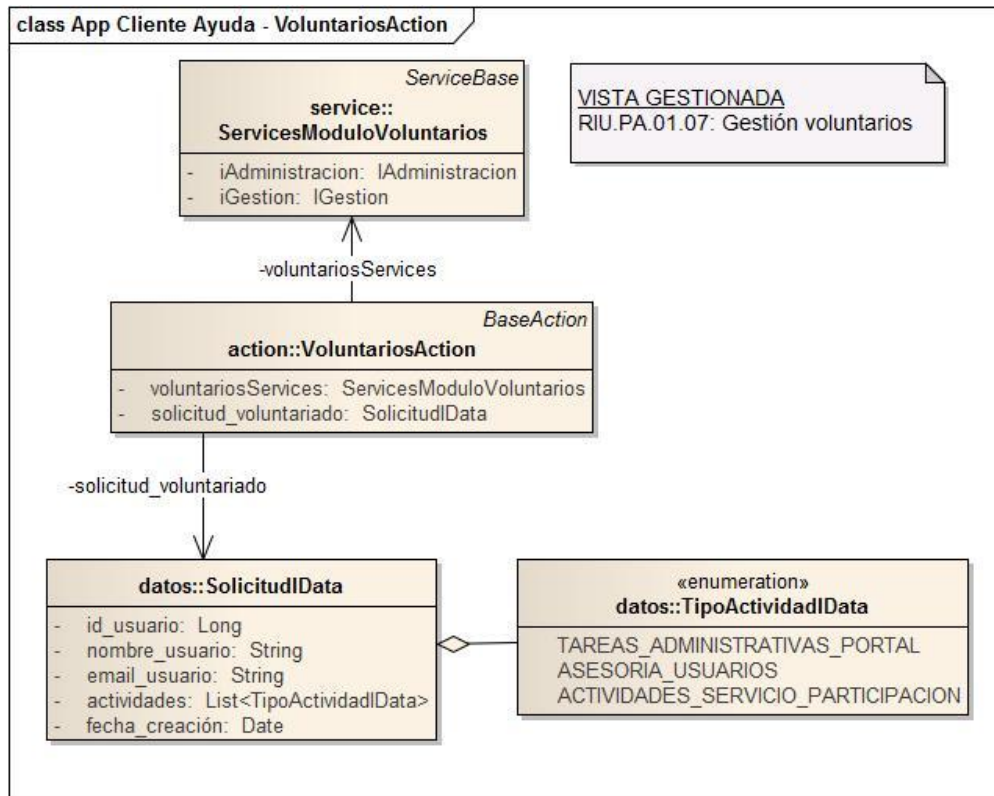 class App Cliente Ayuda - VoluntariosAction
ServiceBase
service::
ServicesModuloVoluntarios
- iAdministracion: IAdministracion
- iGestion: IGestion
VISTA GESTIONADA
RIU.PA.01.07: Gestión voluntarios
-voluntariosServices
BaseAction
action::VoluntariosAction
- voluntariosServices: ServicesModuloVoluntarios
- solicitud_voluntariado: SolicitudIData
-solicitud_voluntariado
datos::SolicitudIData
- id_usuario: Long
- nombre_usuario: String
- email_usuario: String
- actividades: List<TipoActividadIData>
- fecha_creación: Date
«enumeration»
datos::TipoActividadIData
TAREAS_ADMINISTRATIVAS_PORTAL
ASESORIA_USUARIOS
ACTIVIDADES_SERVICIO_PARTICIPACION